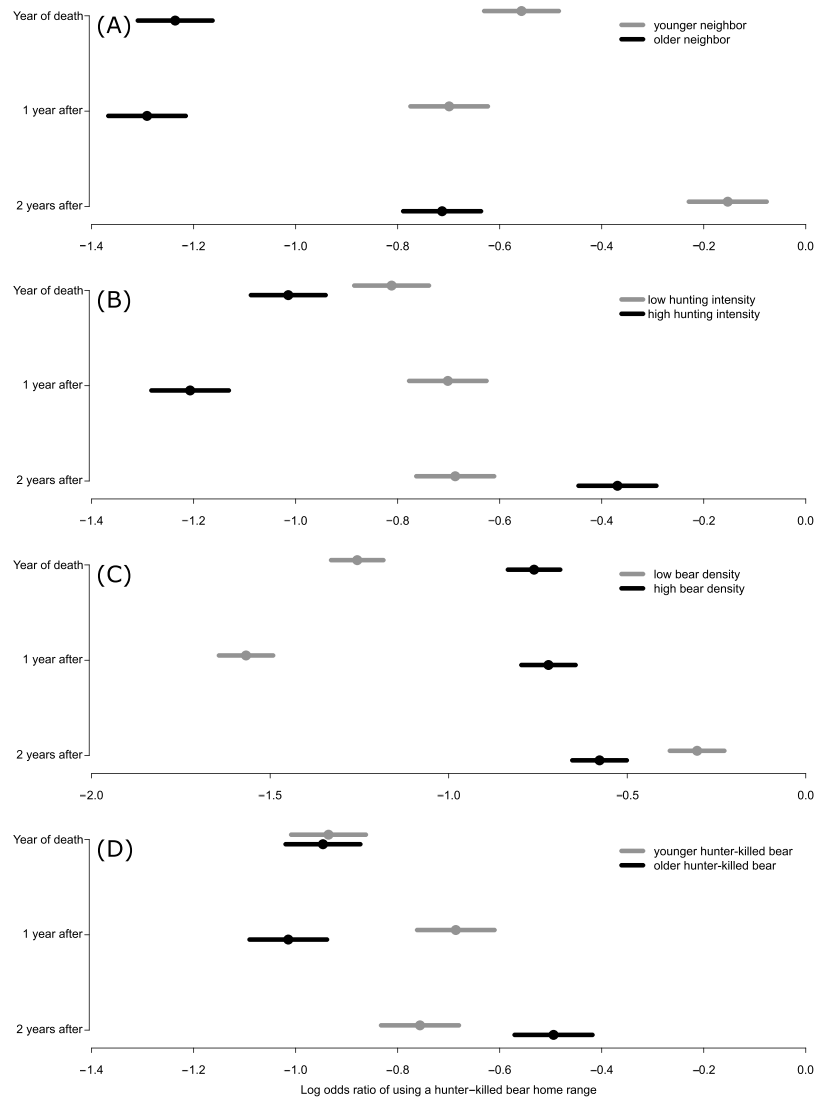 Year of death
(A)
younger neighbor
older neighbor
1 year after
2 years after
−1.4 −1.2 −1.0 −0.8 −0.6 −0.4 −0.2 0.0
Year of death
(B)
low hunting intensity
high hunting intensity
1 year after
2 years after
−1.4 −1.2 −1.0 −0.8 −0.6 −0.4 −0.2 0.0
Year of death
(C)
low bear density
high bear density
1 year after
2 years after
−2.0 −1.5 −1.0 −0.5 0.0
Year of death
(D)
younger hunter-killed bear
older hunter-killed bear
1 year after
2 years after
−1.4 −1.2 −1.0 −0.8 −0.6 −0.4 −0.2 0.0
Log odds ratio of using a hunter−killed bear home range